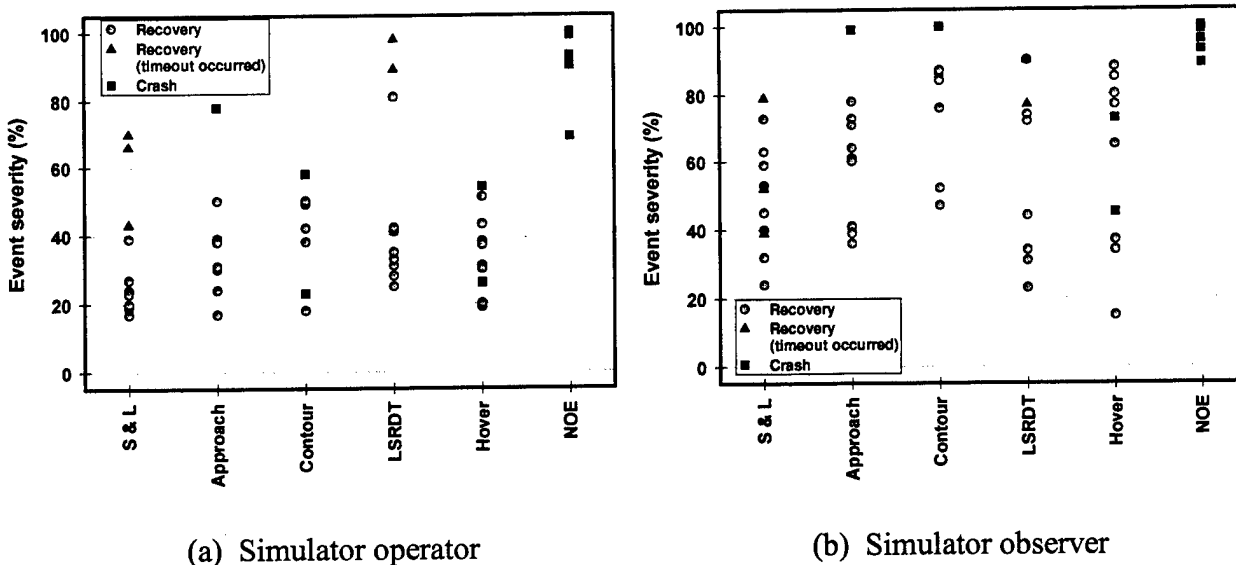 Recovery
Recovery
(timeout occurred)
Crash
Event severity (%)
100
80
60
40
20
0
S & L
Approach
Contour
LSRDT
Hover
NOE
(a) Simulator operator
Event severity (%)
100
80
60
40
20
0
Recovery
Recovery
(timeout occurred)
Crash
S & L
Approach
Contour
LSRDT
Hover
NOE
(b) Simulator observer